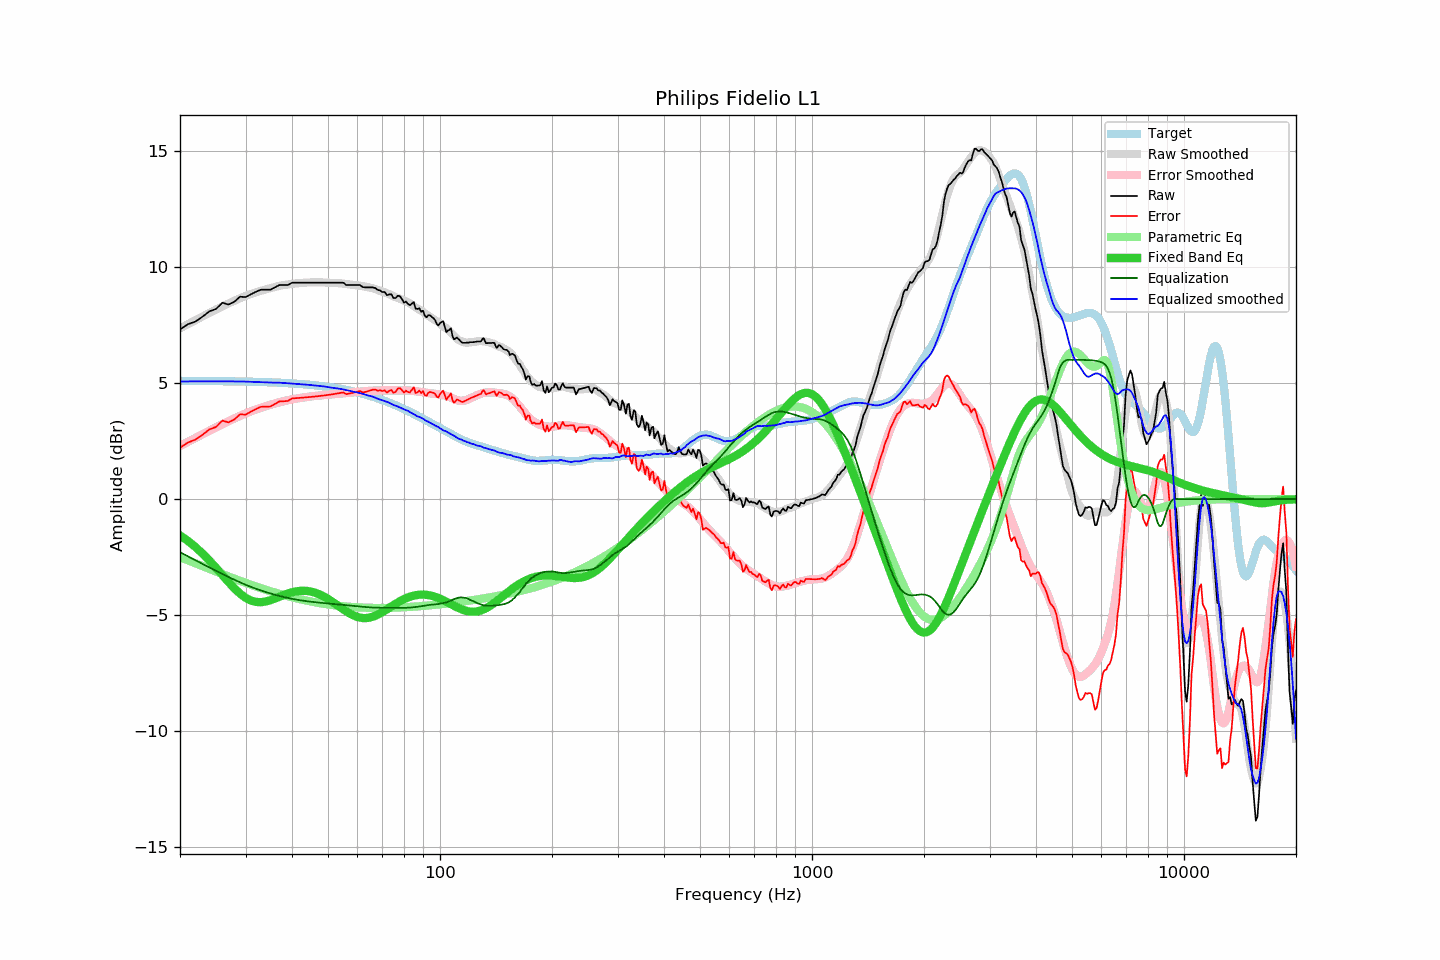 Philips Fidelio L1
Target
Raw Smoothed
Error Smoothed
Raw
Error
Parametric Eq
Fixed Band Eq
Equalization
Equalized smoothed
15
10
5
0
−5
−10
−15
Amplitude (dBr)
100
1000
10000
Frequency (Hz)